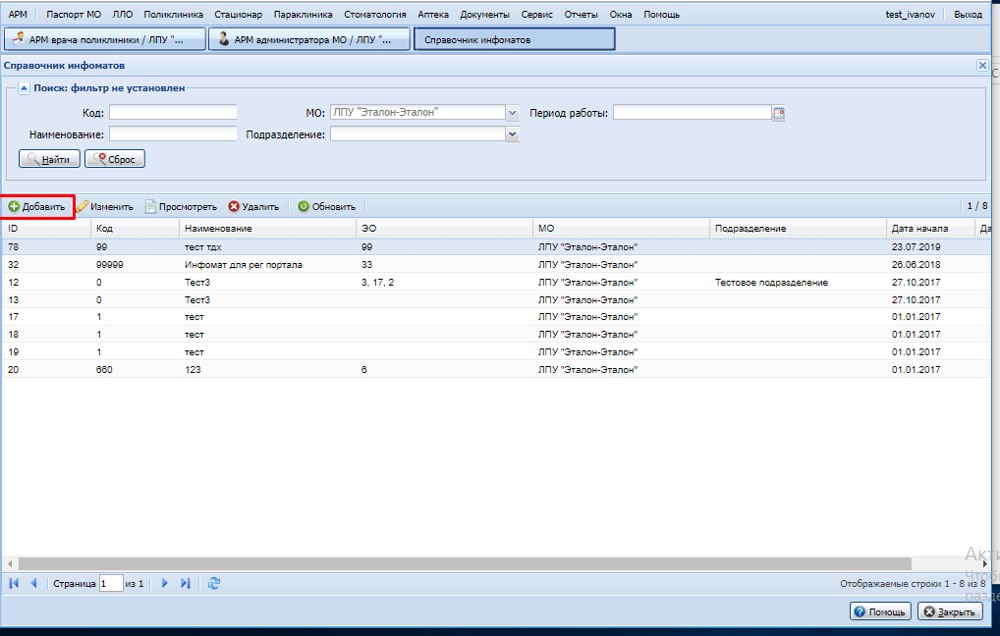 АРМ Паспорт МО ЛЛО Поликлиника Стационар Параклиника Стоматология Аптека Документы Сервис Отчеты Окна Помощь test_ivanov Выход
АРМ врача поликлиники / ЛПУ "... АРМ администратора МО / ЛПУ "... Справочник инфоматов
Справочник инфоматов
Поиск: фильтр не установлен
Код: МО: ЛПУ "Эталон-Эталон" Период работы:
Наименование: Подразделение:
Найти Сброс
Добавить Изменить Просмотреть Удалить Обновить 1 / 8
ID Код Наименование ЭО МО Подразделение Дата начала Да
78 99 тест тдх 99 ЛПУ "Эталон-Эталон" 23.07.2019
32 99999 Инфомат для рег портала 33 ЛПУ "Эталон-Эталон" 26.06.2018
12 0 Тест3 3, 17, 2 ЛПУ "Эталон-Эталон" Тестовое подразделение 27.10.2017
13 0 Тест3 ЛПУ "Эталон-Эталон" 27.10.2017
17 1 тест ЛПУ "Эталон-Эталон" 01.01.2017
18 1 тест ЛПУ "Эталон-Эталон" 01.01.2017
19 1 тест ЛПУ "Эталон-Эталон" 01.01.2017
20 660 123 6 ЛПУ "Эталон-Эталон" 01.01.2017
Акти
Чтобы
Страница 1 из 1 Отображаемые строки 1 - 8 из 8
разде
Помощь Закрыть